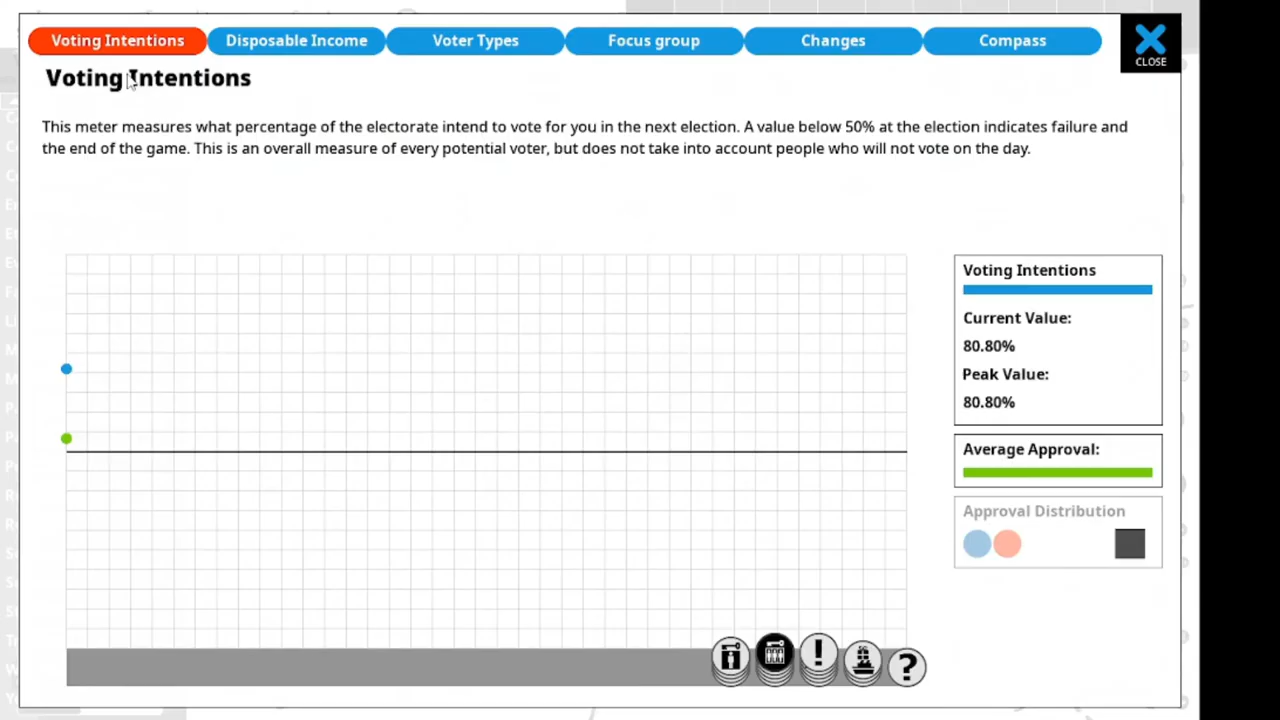 Voting Intentions
Disposable Income
Voter Types
Focus group
Changes
Compass
CLOSE
Voting Intentions
This meter measures what percentage of the electorate intend to vote for you in the next election. A value below 50% at the election indicates failure and
the end of the game. This is an overall measure of every potential voter, but does not take into account people who will not vote on the day.
Voting Intentions
Current Value:
80.80%
Peak Value:
80.80%
Average Approval:
Approval Distribution
!
?